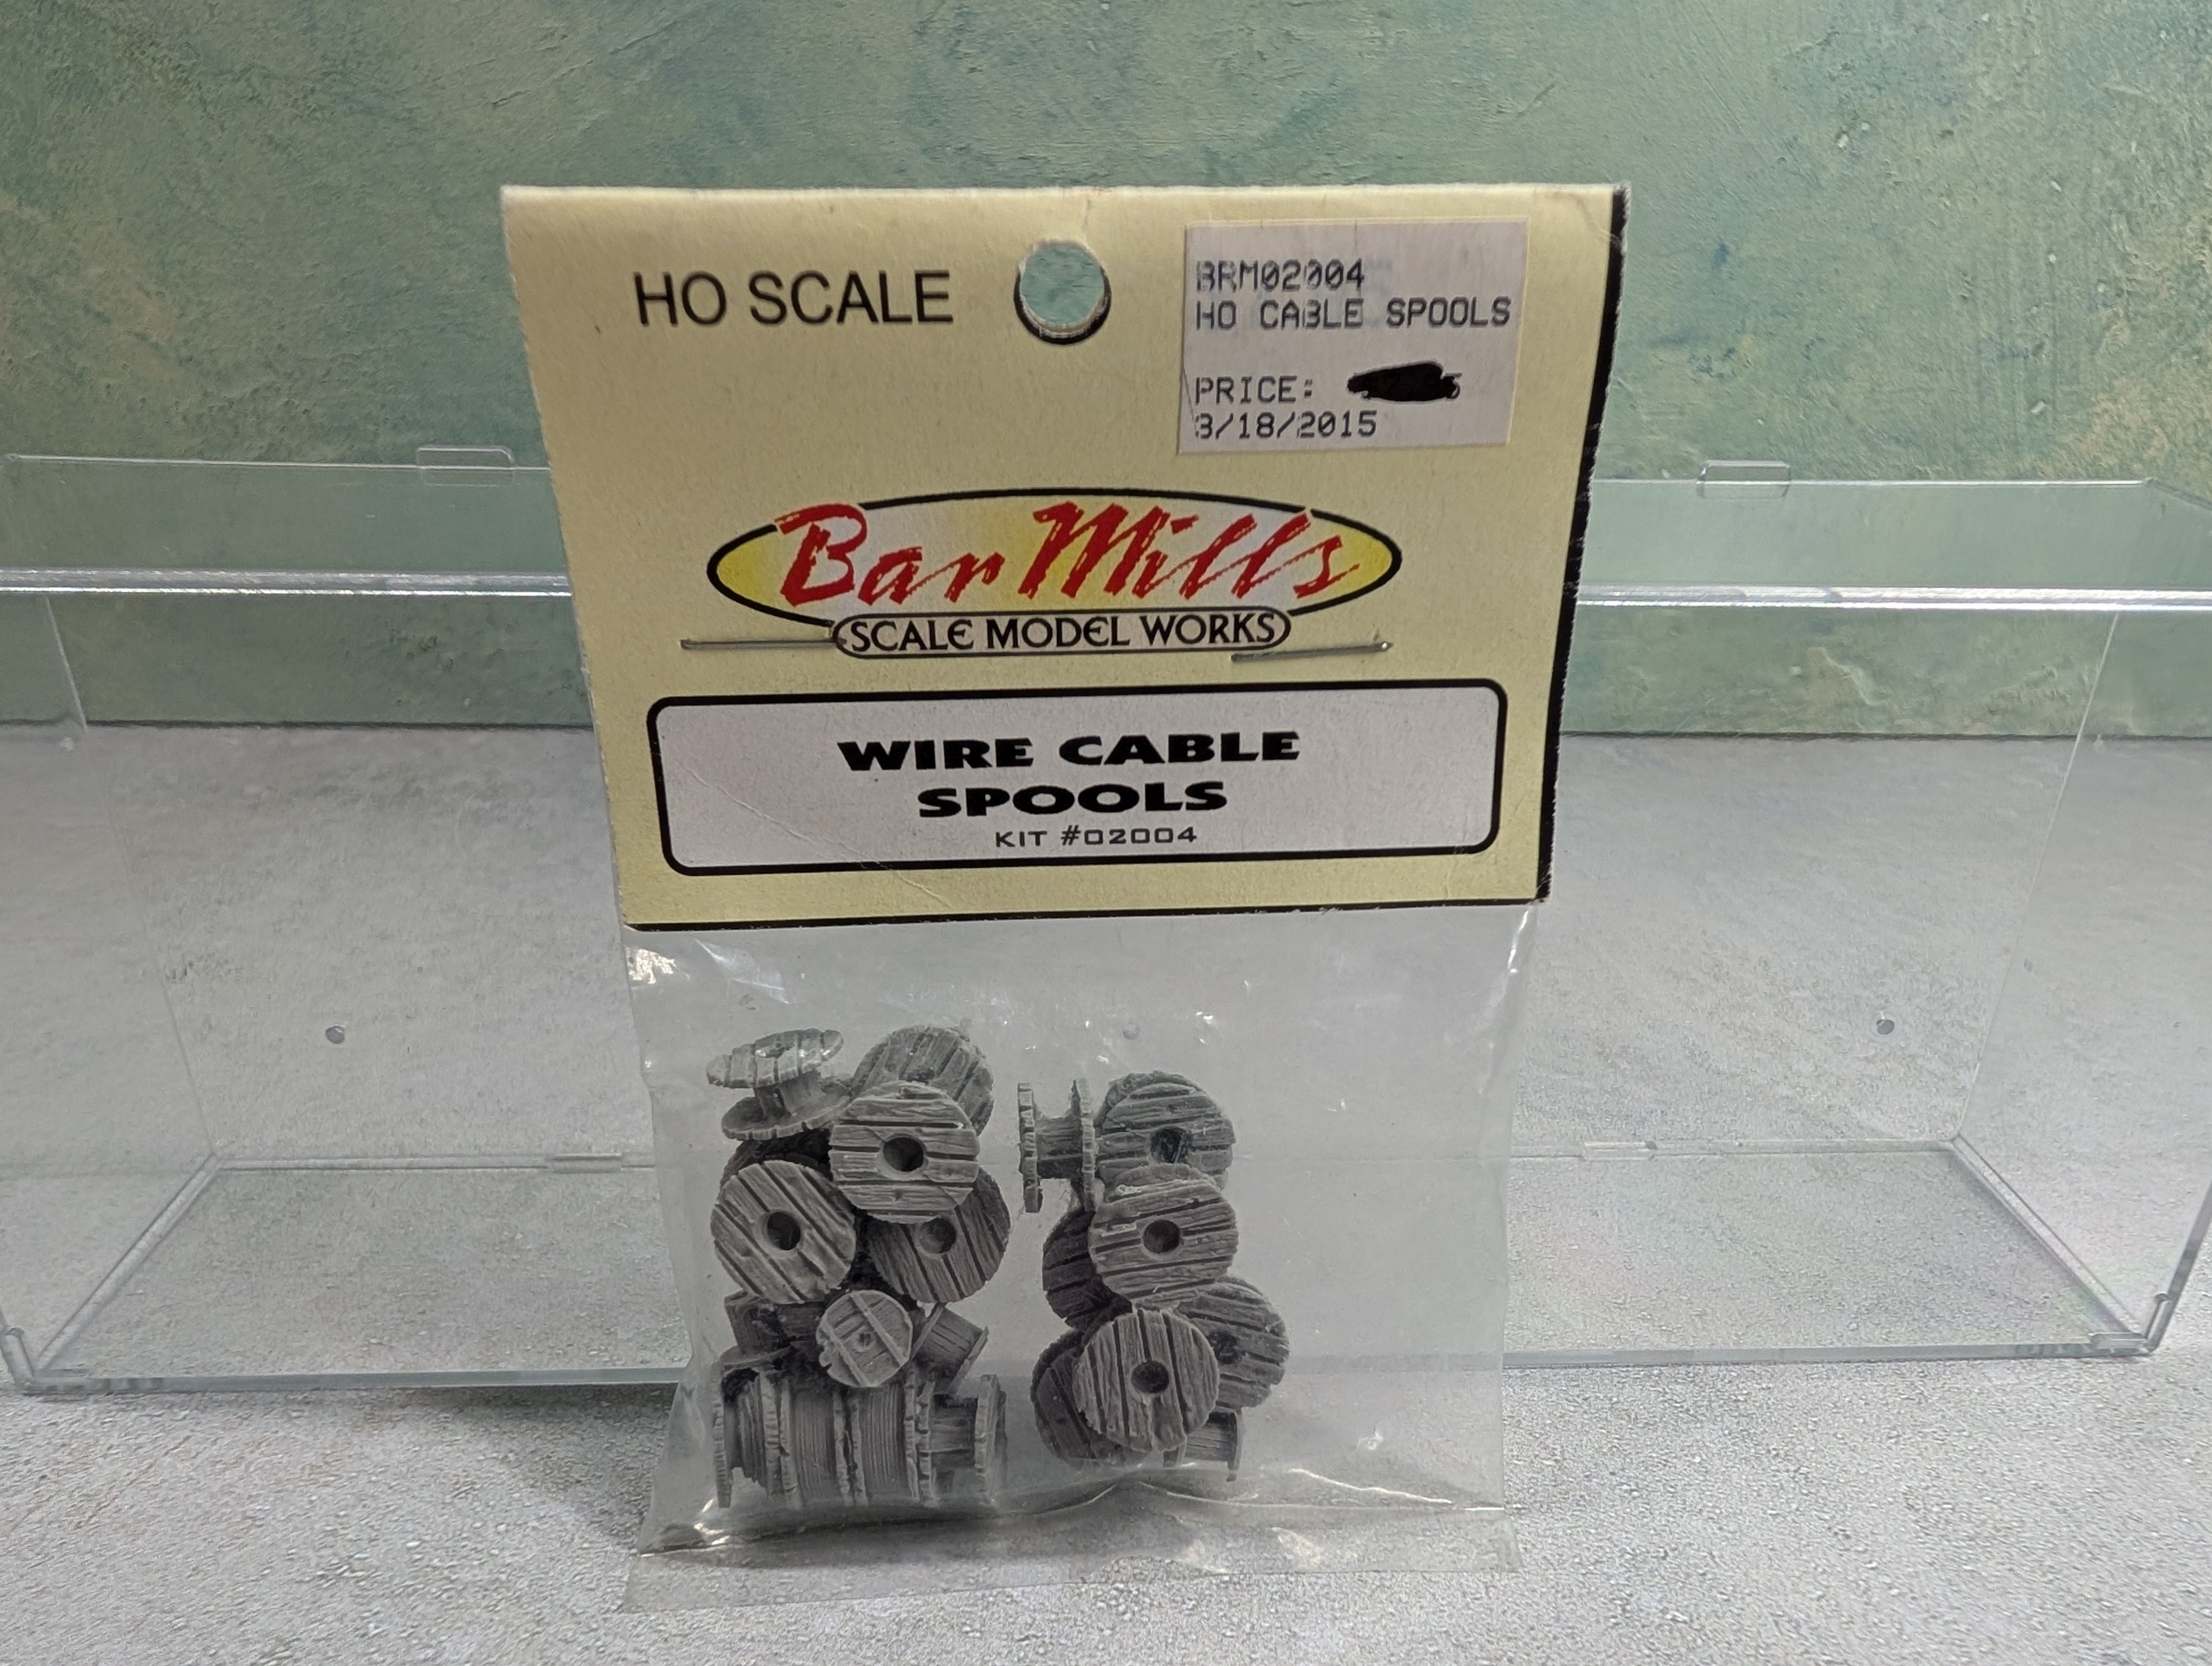 HO SCALE
BRM02004
HO CABLE SPOOLS
PRICE:
3/18/2015
Bar Mills
SCALE MODEL WORKS
WIRE CABLE
SPOOLS
KIT #02004